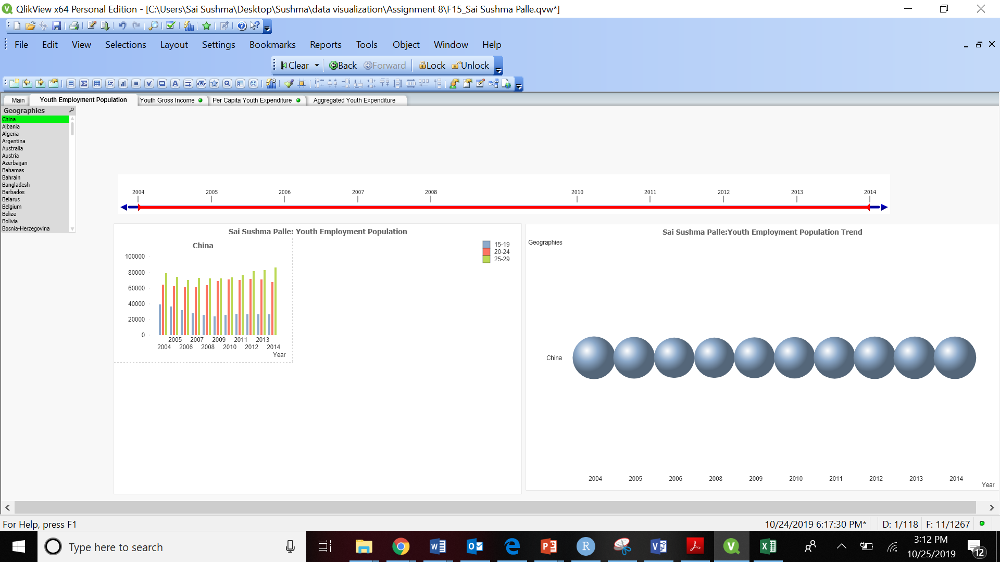 QlikView x64 Personal Edition - [C:\Users\Sai Sushma\Desktop\Sushma\data visualization\Assignment 8\F15_Sai Sushma Palle.qvw*]
File Edit View Selections Layout Settings Bookmarks Reports Tools Object Window Help
Clear Back Forward Lock Unlock
Main Youth Employment Population Youth Gross Income Per Capita Youth Expenditure Aggregated Youth Expenditure
Geographies
China
Albania
Algeria
Argentina
Australia
Austria
Azerbaijan
Bahamas
Bahrain
Bangladesh
Barbados
Belarus
Belgium
Belize
Bolivia
Bosnia-Herzegovina
2004 2005 2006 2007 2008 2010 2011 2012 2013 2014
Sai Sushma Palle: Youth Employment Population
China
15-19
20-24
25-29
100000
80000
60000
40000
20000
0
2005 2007 2009 2011 2013
2004 2006 2008 2010 2012 2014
Year
Sai Sushma Palle:Youth Employment Population Trend
Geographies
China
2004 2005 2006 2008 2009 2010 2011 2012 2013 2014
Year
For Help, press F1
10/24/2019 6:17:30 PM* D: 1/118 F: 11/1267
Type here to search
3:12 PM
10/25/2019
12